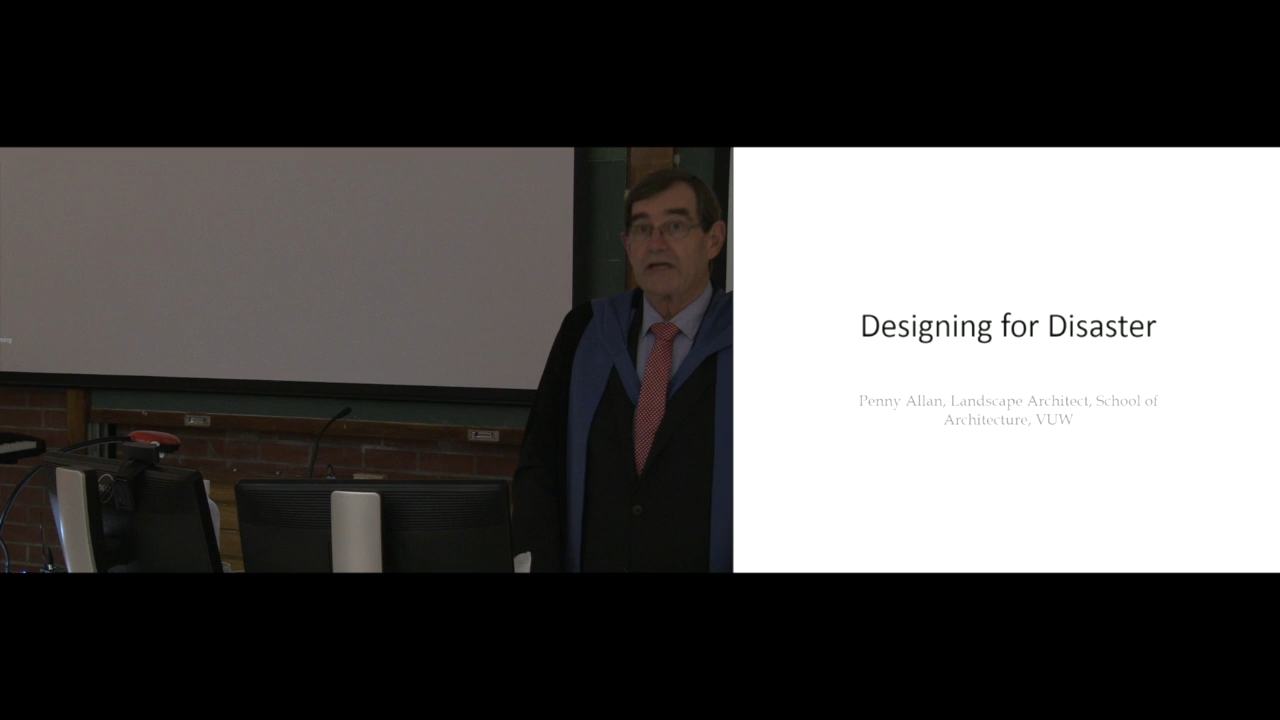 Designing for Disaster
Penny Allan, Landscape Architect, School of
Architecture, VUW